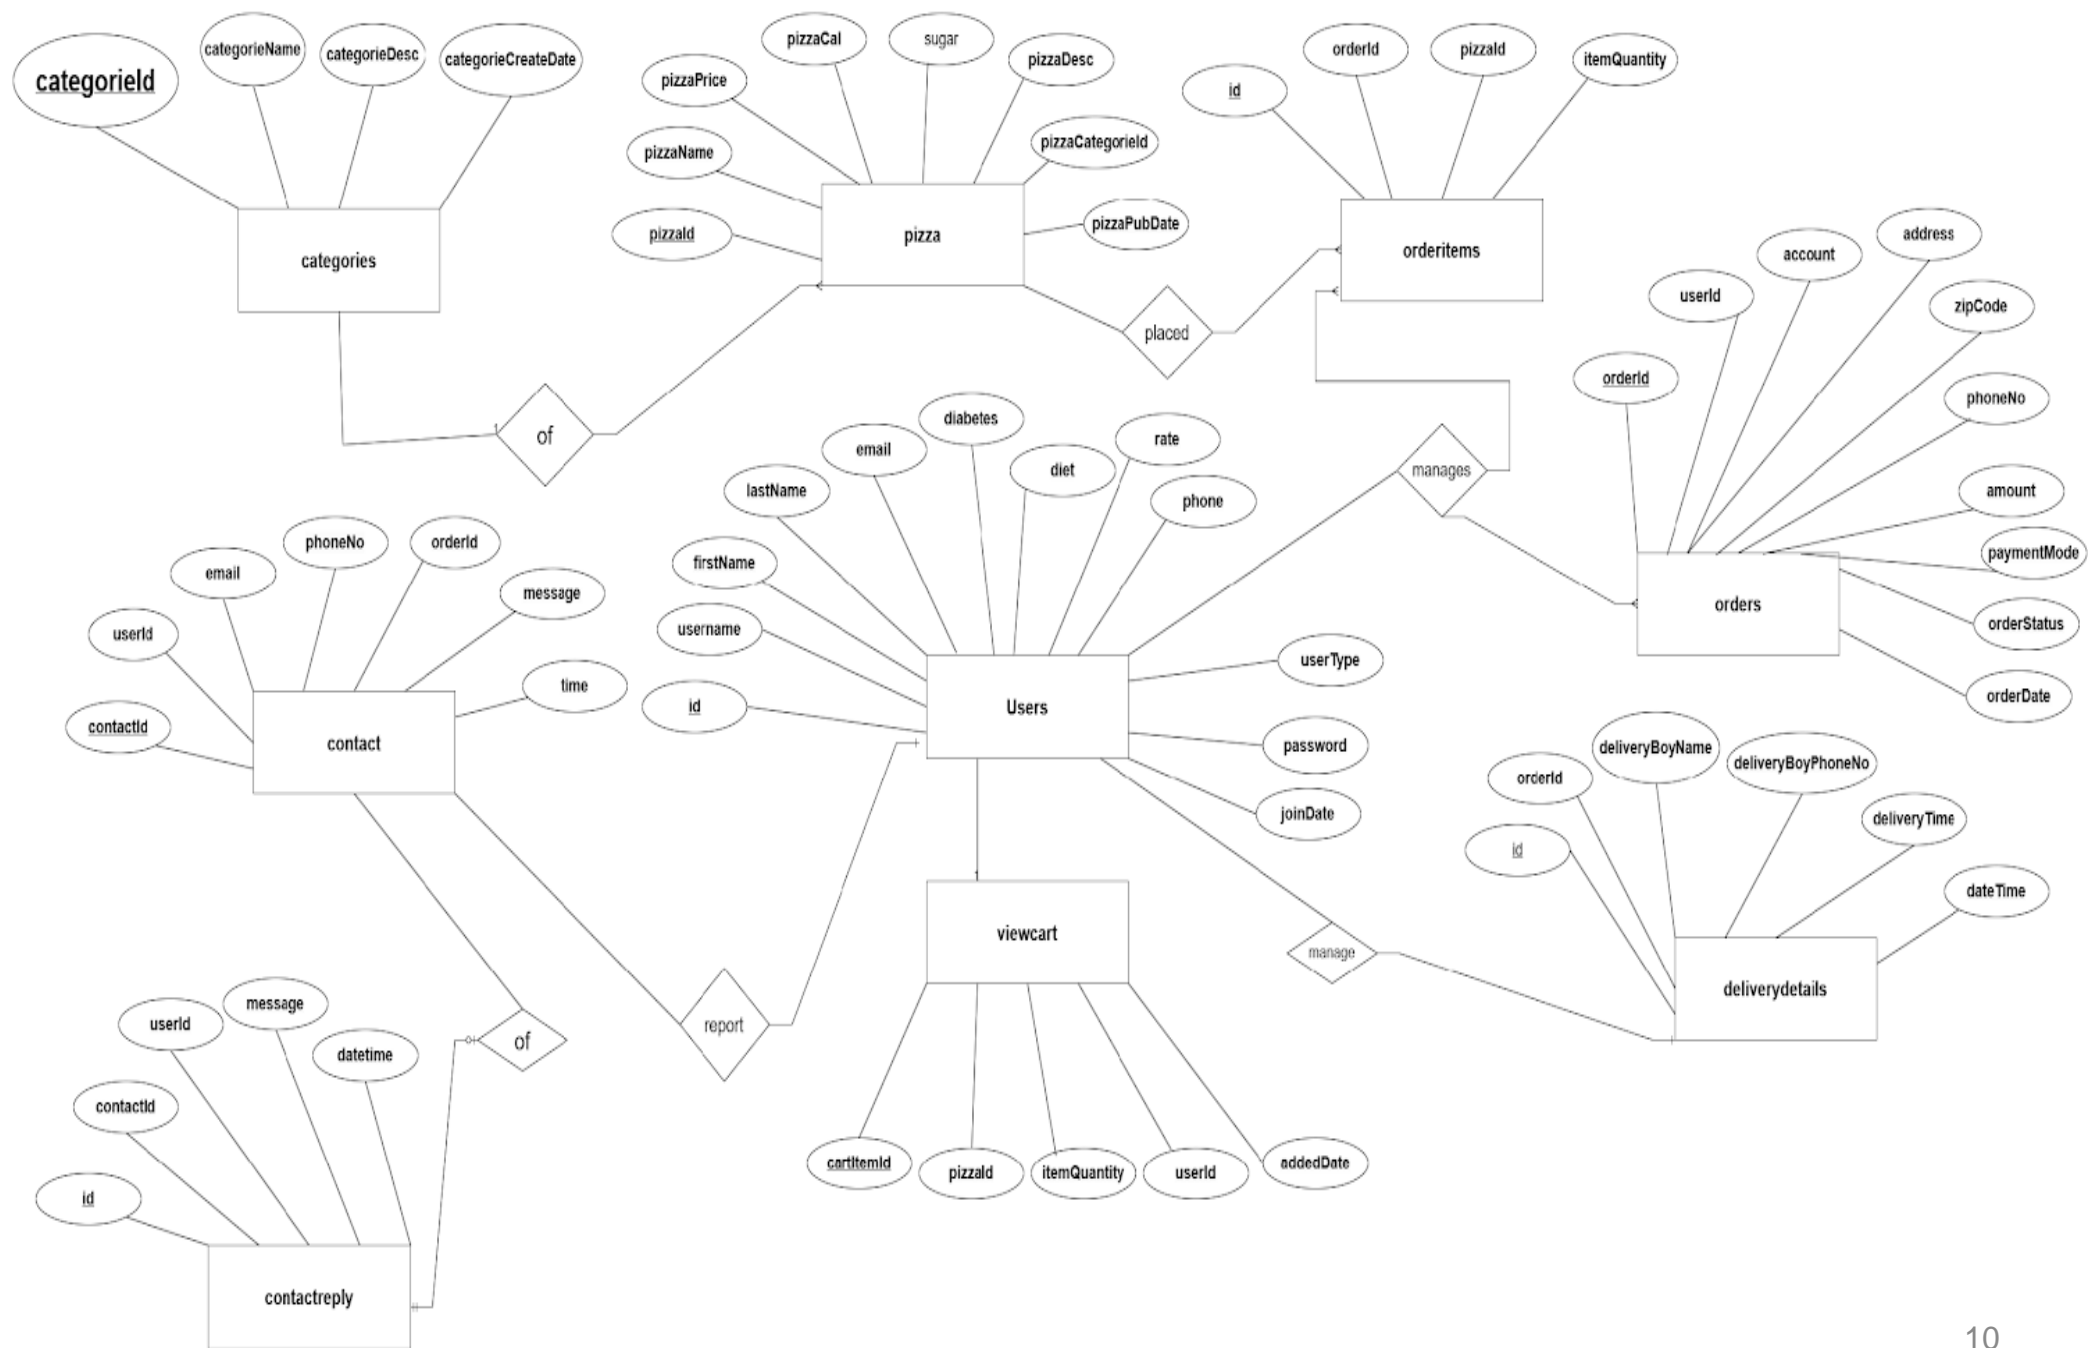 categorieId
categorieName
categorieDesc
categorieCreateDate
categories
pizzaCal
sugar
pizzaDesc
pizzaPrice
pizzaName
pizzaCategorieId
pizzaId
pizzaPubDate
pizza
orderId
pizzaId
itemQuantity
id
orderitems
of
placed
address
account
userId
zipCode
orderId
phoneNo
amount
paymentMode
orderStatus
orderDate
orders
manages
diabetes
email
rate
diet
lastName
phone
firstName
username
id
userType
password
joinDate
Users
phoneNo
orderId
email
message
userId
time
contactId
contact
deliveryBoyName
deliveryBoyPhoneNo
orderId
deliveryTime
id
dateTime
deliverydetails
manage
viewcart
cartItemId
pizzaId
itemQuantity
userId
addedDate
report
of
message
userId
datetime
contactId
id
contactreply
10